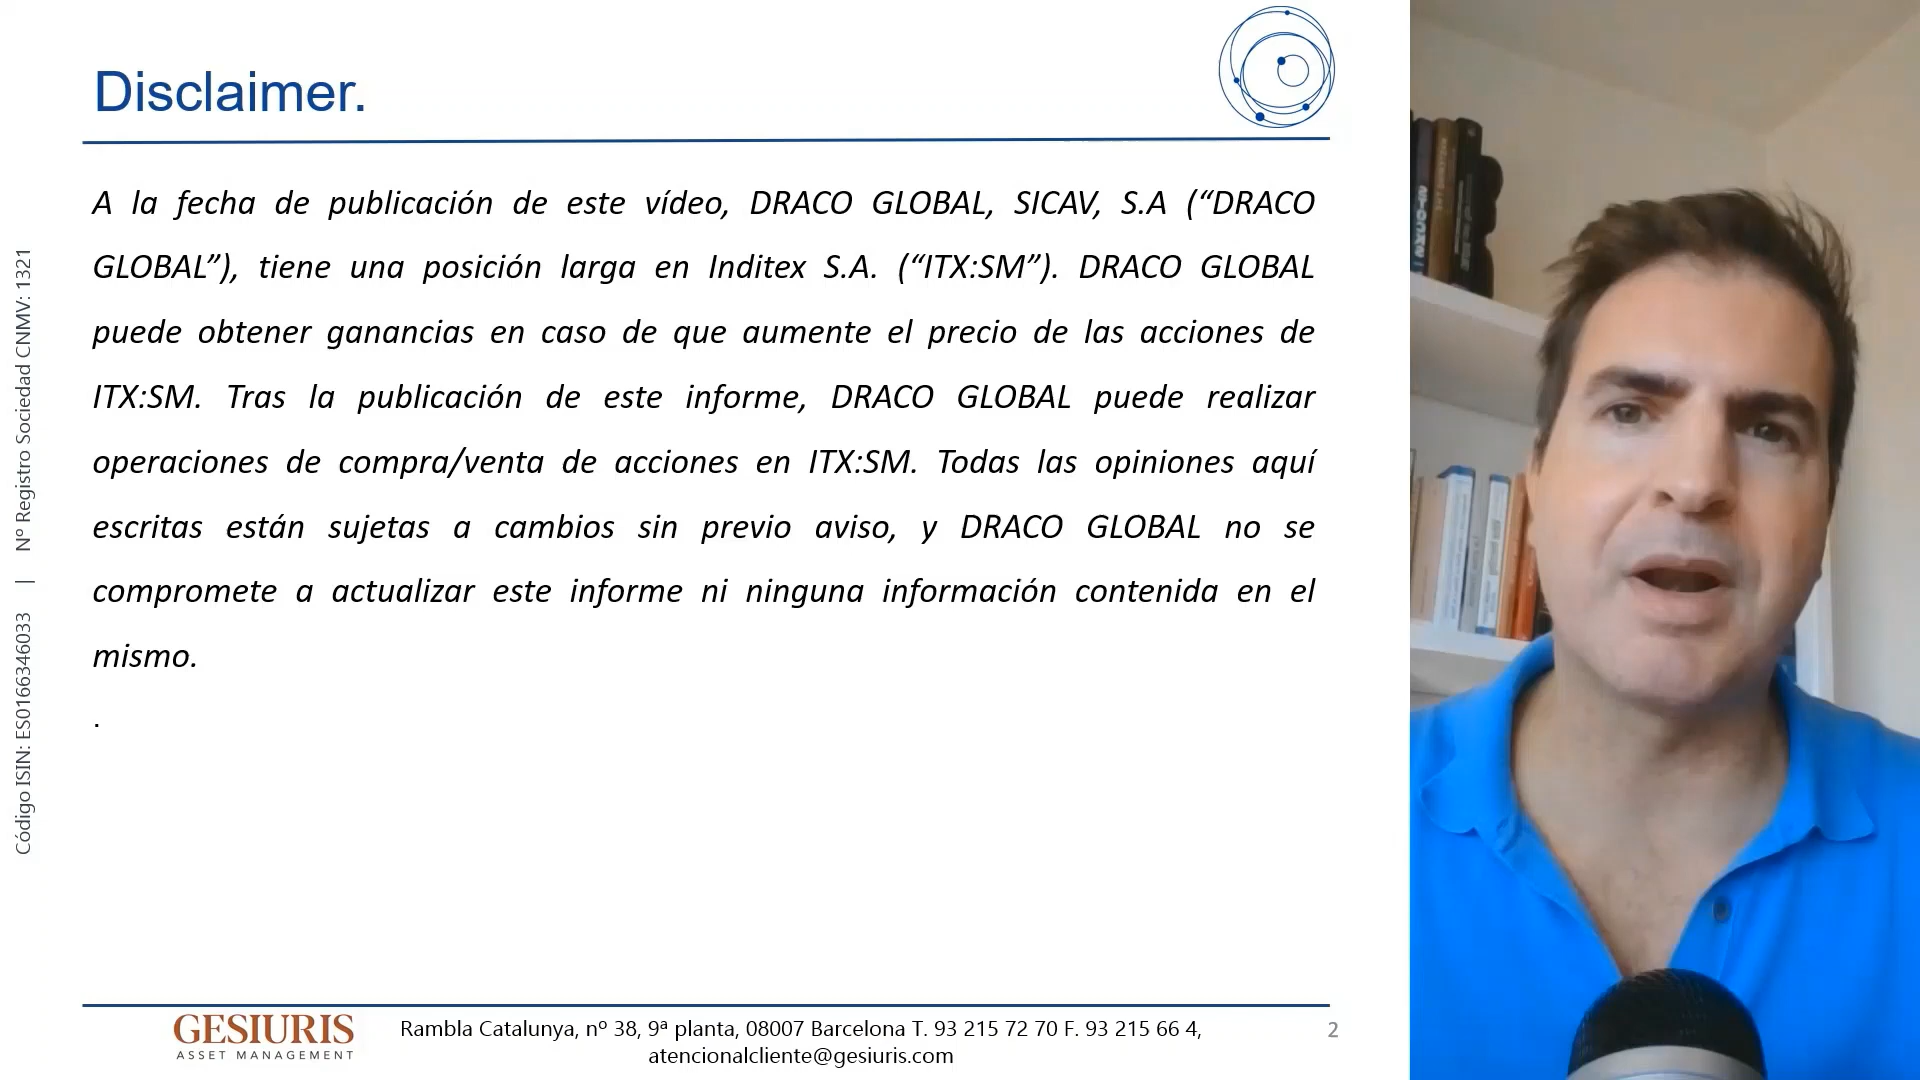 Disclaimer.
A la fecha de publicación de este vídeo, DRACO GLOBAL, SICAV, S.A (“DRACO
GLOBAL”), tiene una posición larga en Inditex S.A. (“ITX:SM”). DRACO GLOBAL
puede obtener ganancias en caso de que aumente el precio de las acciones de
ITX:SM. Tras la publicación de este informe, DRACO GLOBAL puede realizar
operaciones de compra/venta de acciones en ITX:SM. Todas las opiniones aquí
escritas están sujetas a cambios sin previo aviso, y DRACO GLOBAL no se
compromete a actualizar este informe ni ninguna información contenida en el
mismo.
.
Código ISIN: ES0166346033 | Nº Registro Sociedad CNMV: 1321
GESIURIS
ASSET MANAGEMENT
Rambla Catalunya, nº 38, 9ª planta, 08007 Barcelona T. 93 215 72 70 F. 93 215 66 4,
atencionalcliente@gesiuris.com
2